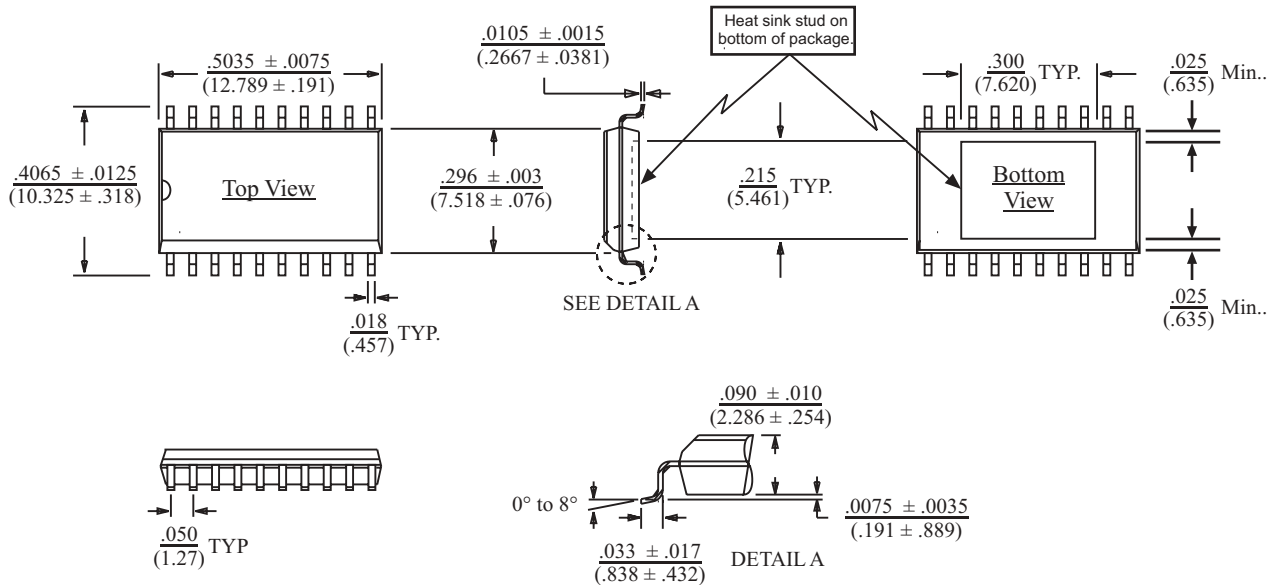 Heat sink stud on
bottom of package.
.5035 ± .0075
(12.789 ± .191)
.0105 ± .0015
(.2667 ± .0381)
.300
(7.620) TYP.
.025
(.635) Min..
.4065 ± .0125
(10.325 ± .318)
Top View
.296 ± .003
(7.518 ± .076)
.215
(5.461) TYP.
Bottom
View
SEE DETAIL A
.018
(.457) TYP.
.025
(.635) Min..
.090 ± .010
(2.286 ± .254)
0° to 8°
.0075 ± .0035
(.191 ± .889)
.050
(1.27) TYP
.033 ± .017
(.838 ± .432)
DETAIL A